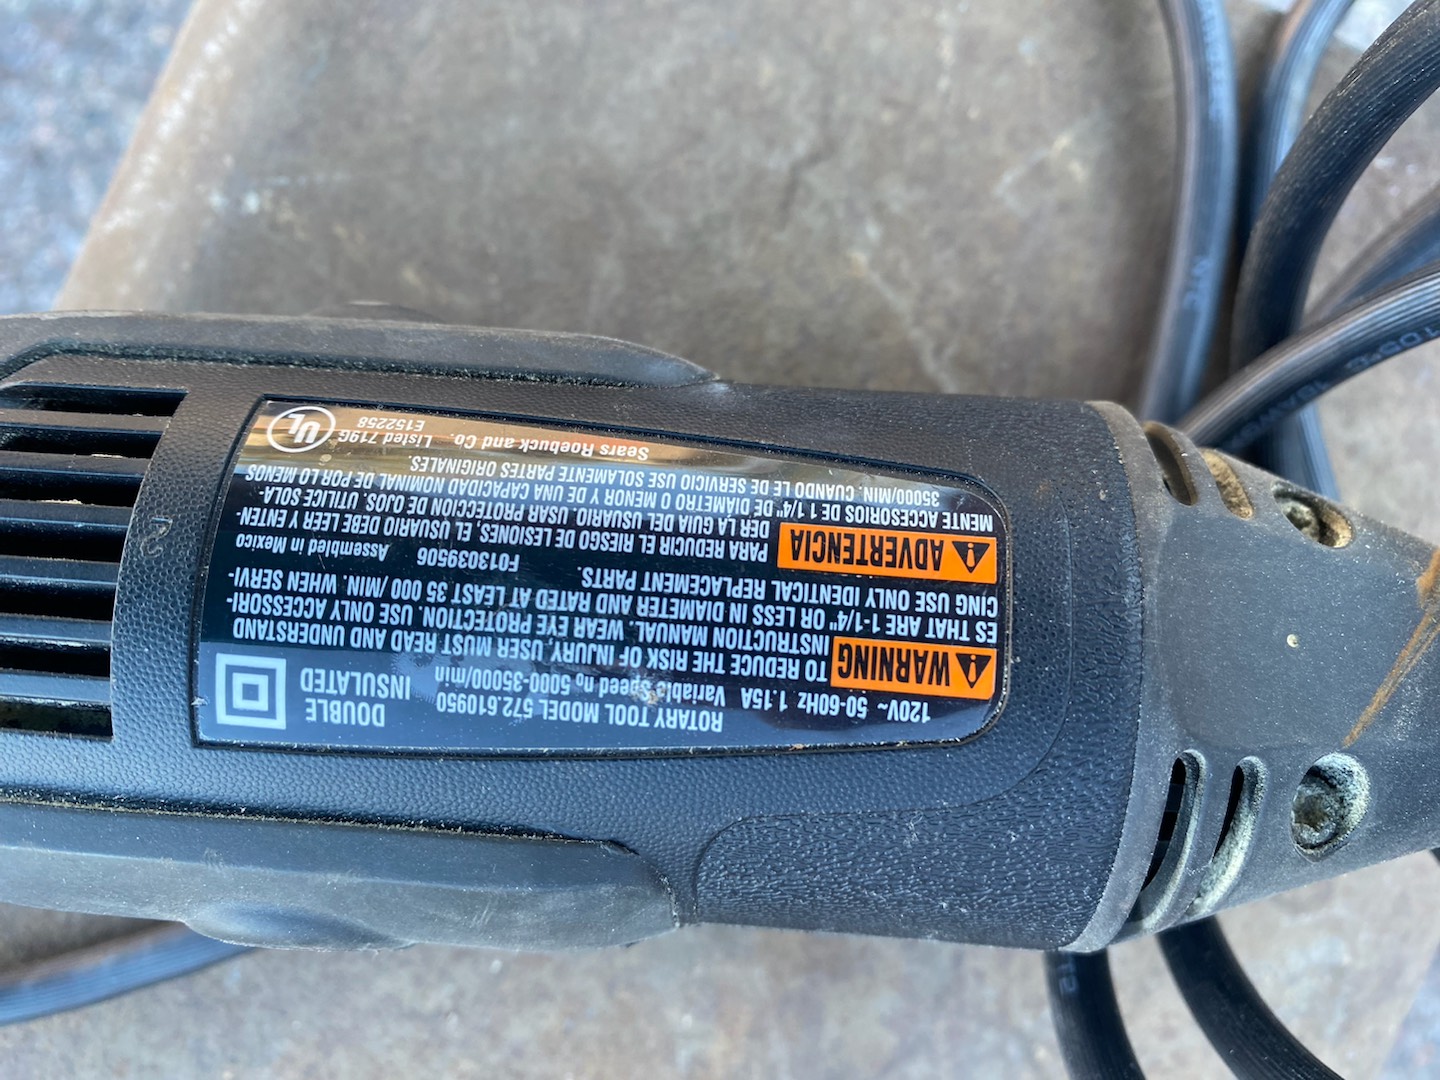 ROTARY TOOL MODEL 572.610950
120V~ 50-60Hz 1.15A Variable Speed n₀ 5000-35000/min
DOUBLE
INSULATED
WARNING
TO REDUCE THE RISK OF INJURY, USER MUST READ AND UNDERSTAND
INSTRUCTION MANUAL. WEAR EYE PROTECTION. USE ONLY ACCESSORI-
ES THAT ARE 1-1/4" OR LESS IN DIAMETER AND RATED AT LEAST 35 000 /MIN. WHEN SERVI-
CING USE ONLY IDENTICAL REPLACEMENT PARTS.
F013039506 Assembled in Mexico
ADVERTENCIA
PARA REDUCIR EL RIESGO DE LESIONES, EL USUARIO DEBE LEER Y ENTEN-
DER LA GUIA DEL USUARIO. USAR PROTECCION DE OJOS. UTILICE SOLA-
MENTE ACCESORIOS DE 1 1/4" DE DIAMETRO O MENOR Y DE UNA CAPACIDAD NOMINAL DE POR LO MENOS
35000/MIN. CUANDO LE DE SERVICIO USE SOLAMENTE PARTES ORIGINALES.
Sears Roebuck and Co.
Listed 719G
E152258
UL
2
105°C 18AW